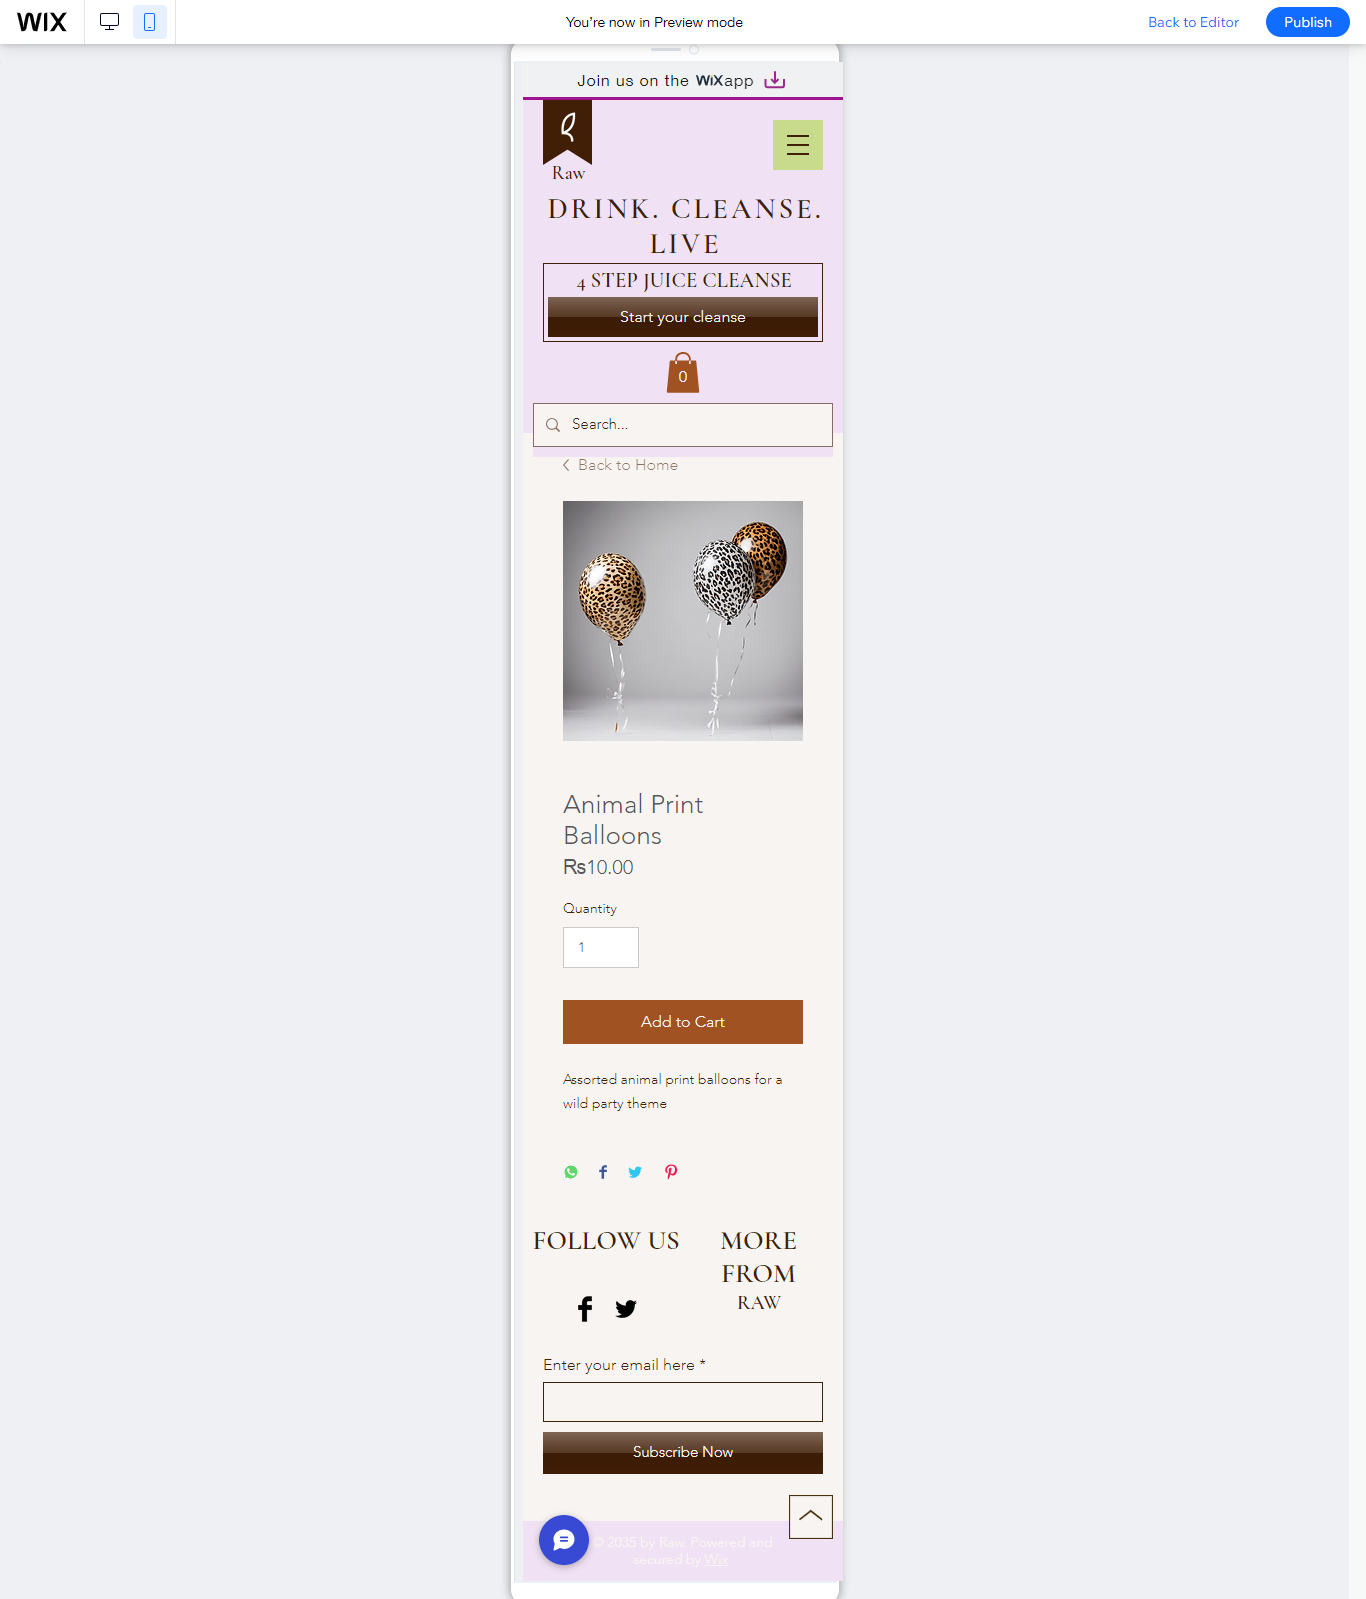 WIX
You're now in Preview mode
Back to Editor
Publish
Join us on the WiX app
Raw
DRINK. CLEANSE.
LIVE
4 STEP JUICE CLEANSE
Start your cleanse
0
Search...
Back to Home
Animal Print
Balloons
Rs10.00
Quantity
1
Add to Cart
Assorted animal print balloons for a
wild party theme
FOLLOW US
MORE
FROM
RAW
Enter your email here *
Subscribe Now
© 2035 by Raw. Powered and
secured by Wix